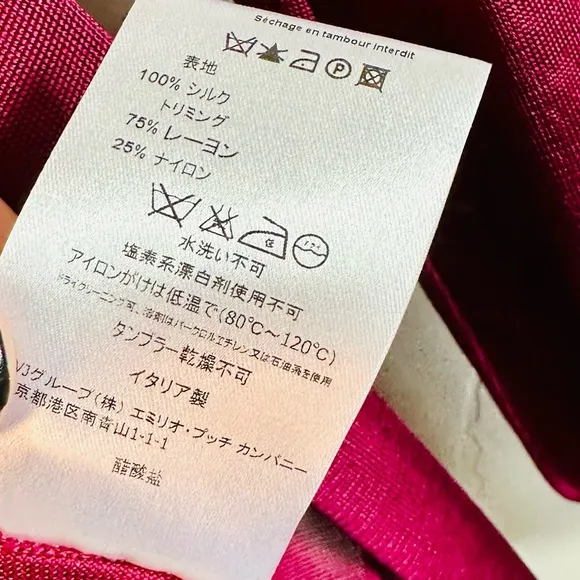 Séchage en tambour interdit
P
表地
100% シルク
トリミング
75% レーヨン
25% ナイロン
低
水洗い不可
塩素系漂白剤使用不可
アイロンがけは低温で(80℃~120℃)
ドライクリーニング可、溶剤はパークロルエチレン又は石油系を使用
タンブラー乾燥不可
イタリア製
V3グループ(株) エミリオ・プッチ カンパニー
京都港区南青山1-1-1
酢酸盐